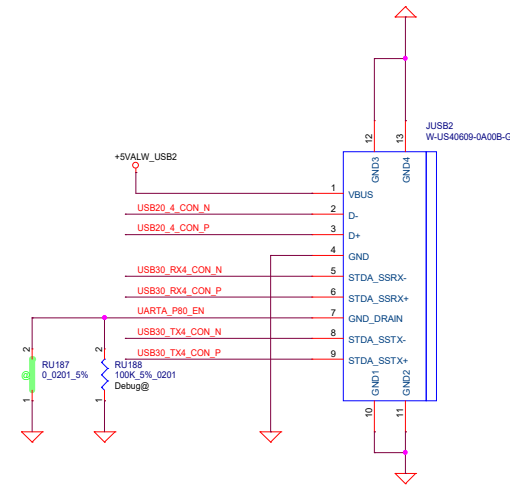 JUSB2
W-US40609-0A00B-G
12
13
GND3
GND4
+5VALW_USB2
1
VBUS
USB20_4_CON_N
2
D-
USB20_4_CON_P
3
D+
4
GND
USB30_RX4_CON_N
5
STDA_SSRX-
USB30_RX4_CON_P
6
STDA_SSRX+
UARTA_P80_EN
7
GND_DRAIN
USB30_TX4_CON_N
8
STDA_SSTX-
USB30_TX4_CON_P
9
STDA_SSTX+
2
RU187
@
0_0201_5%
1
2
RU188
100K_5%_0201
Debug@
1
GND1
GND2
10
11